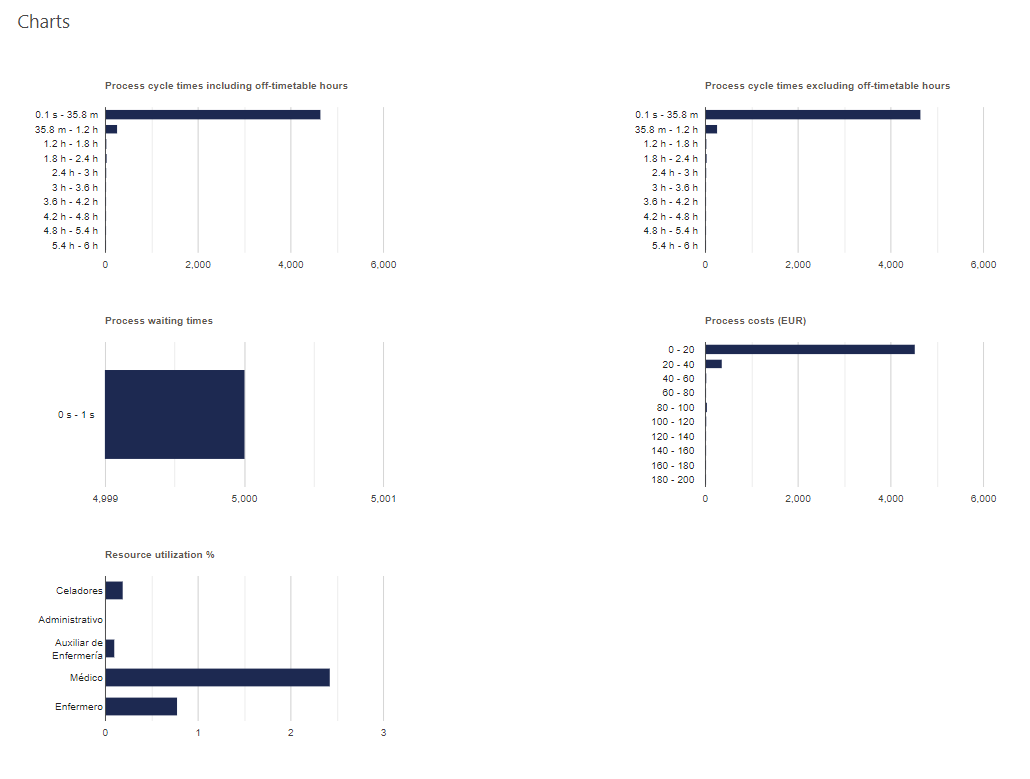 Charts
Process cycle times including off-timetable hours
0.1 s - 35.8 m
35.8 m - 1.2 h
1.2 h - 1.8 h
1.8 h - 2.4 h
2.4 h - 3 h
3 h - 3.6 h
3.6 h - 4.2 h
4.2 h - 4.8 h
4.8 h - 5.4 h
5.4 h - 6 h
0 2,000 4,000 6,000
Process cycle times excluding off-timetable hours
0.1 s - 35.8 m
35.8 m - 1.2 h
1.2 h - 1.8 h
1.8 h - 2.4 h
2.4 h - 3 h
3 h - 3.6 h
3.6 h - 4.2 h
4.2 h - 4.8 h
4.8 h - 5.4 h
5.4 h - 6 h
0 2,000 4,000 6,000
Process waiting times
0 s - 1 s
4,999 5,000 5,001
Process costs (EUR)
0 - 20
20 - 40
40 - 60
60 - 80
80 - 100
100 - 120
120 - 140
140 - 160
160 - 180
180 - 200
0 2,000 4,000 6,000
Resource utilization %
Celadores
Administrativo
Auxiliar de
Enfermería
Médico
Enfermero
0 1 2 3